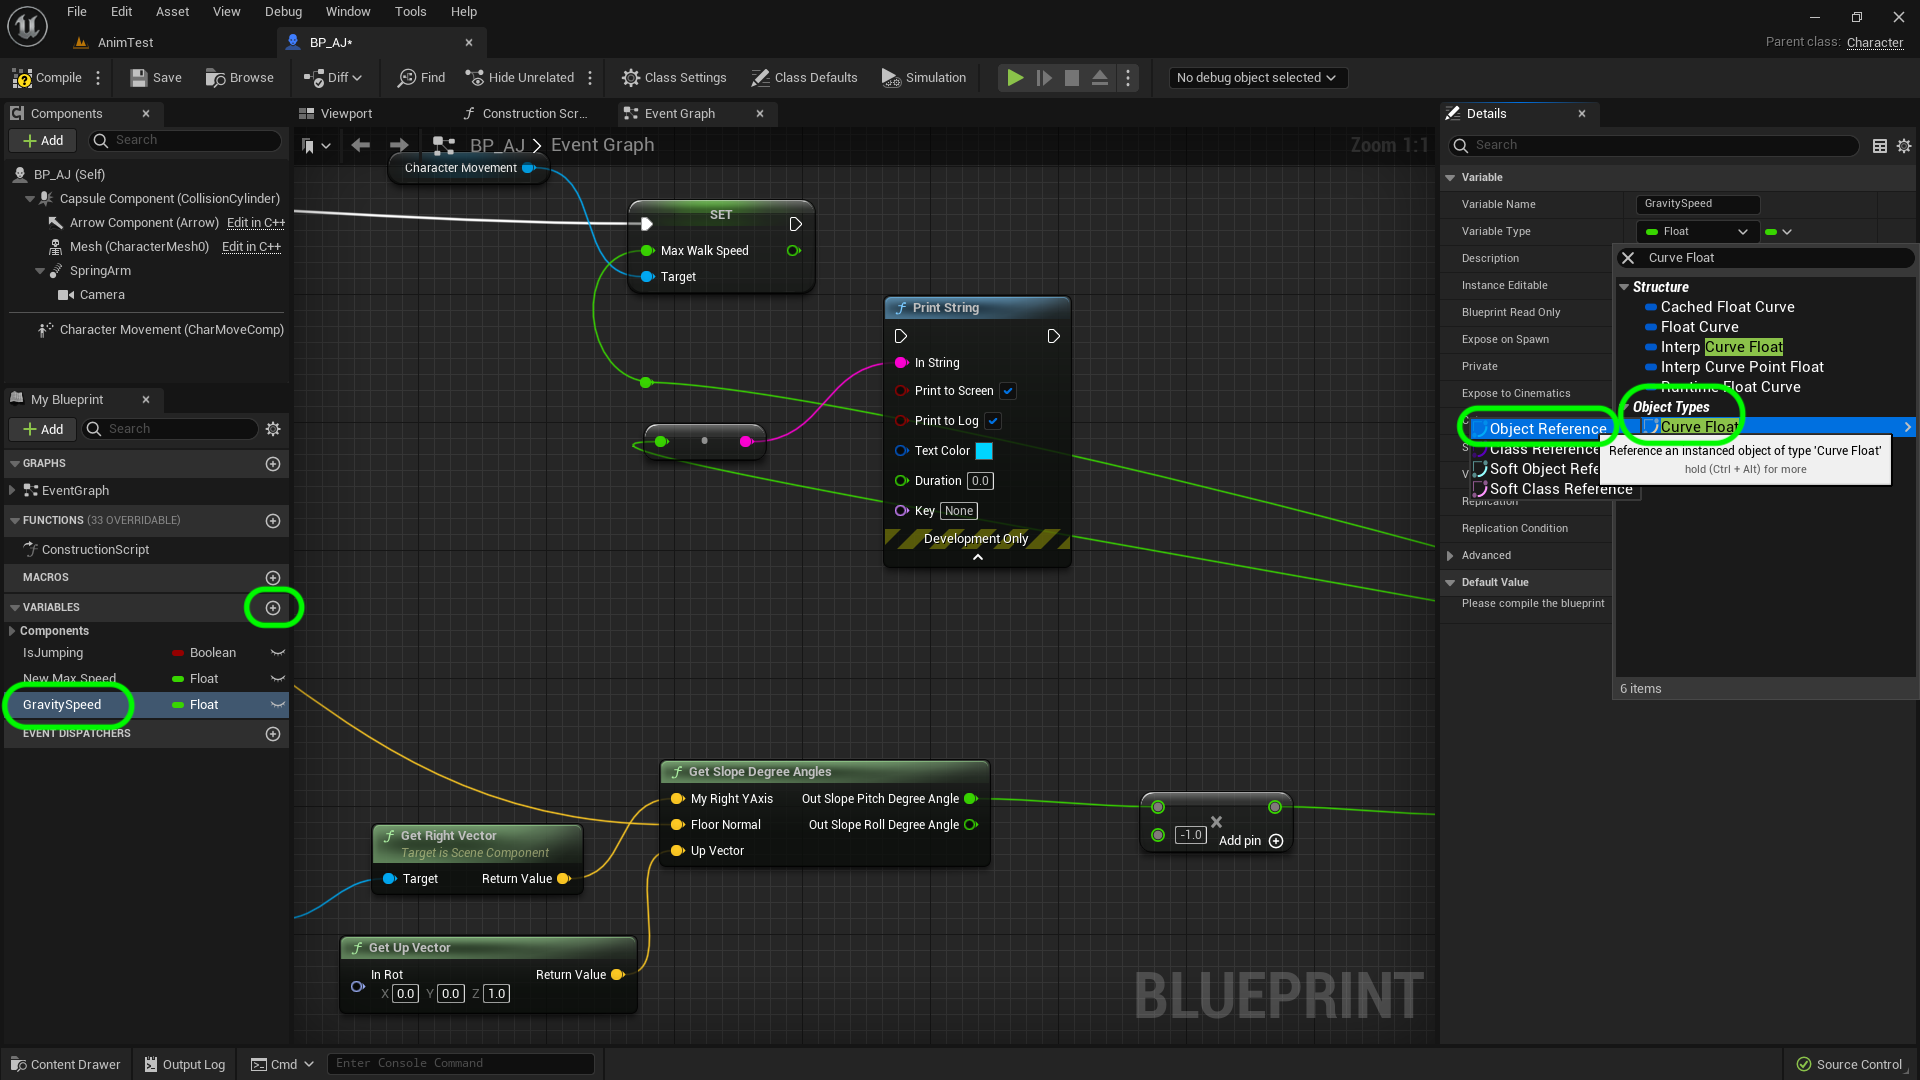 File Edit Asset View Debug Window Tools Help
AnimTest
BP_AJ*
Parent class: Character
Compile Save Browse Diff Find Hide Unrelated Class Settings Class Defaults Simulation No debug object selected
Components
Add Search
BP_AJ (Self)
Capsule Component (CollisionCylinder)
Arrow Component (Arrow) Edit in C++
Mesh (CharacterMesh0) Edit in C++
SpringArm
Camera
Character Movement (CharMoveComp)
My Blueprint
Add Search
GRAPHS
EventGraph
FUNCTIONS (33 OVERRIDABLE)
ConstructionScript
MACROS
VARIABLES
Components
IsJumping Boolean
New Max Speed Float
GravitySpeed Float
EVENT DISPATCHERS
Viewport Construction Scr... Event Graph
BP_AJ > Event Graph
Zoom 1:1
Character Movement
SET
Max Walk Speed
Target
Print String
In String
Print to Screen
Print to Log
Text Color
Duration 0.0
Key None
Development Only
Get Slope Degree Angles
My Right YAxis Out Slope Pitch Degree Angle
Floor Normal Out Slope Roll Degree Angle
Up Vector
Get Right Vector
Target is Scene Component
Target Return Value
-1.0 Add pin
Get Up Vector
In Rot Return Value
X 0.0 Y 0.0 Z 1.0
BLUEPRINT
Details
Search
Variable
Variable Name GravitySpeed
Variable Type Float
Description
Instance Editable
Blueprint Read Only
Expose on Spawn
Private
Expose to Cinematics
Replication
Replication Condition
Advanced
Default Value
Please compile the blueprint
Curve Float
Structure
Cached Float Curve
Float Curve
Interp Curve Float
Interp Curve Point Float
Runtime Float Curve
Object Types
Curve Float
Object Reference
Class Reference
Soft Object Refe
Soft Class Reference
Reference an instanced object of type 'Curve Float'
hold (Ctrl + Alt) for more
6 items
Content Drawer Output Log Cmd Enter Console Command Source Control